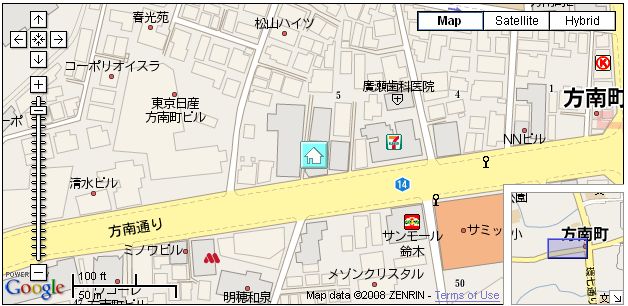 春光苑
松山ハイツ
Map
Satellite
Hybrid
コーポリオイスラ
廣瀬歯科医院
5
4
東京日産
方南町ビル
方南町
NNビル
7
14
清水ビル
方南通り
サミッ
サンモール
鈴木
ミノワビル
方南町
メゾンクリスタル
明穂和泉
50
100 ft
50 m
POWERED
Google
Map data ©2008 ZENRIN - Terms of Use